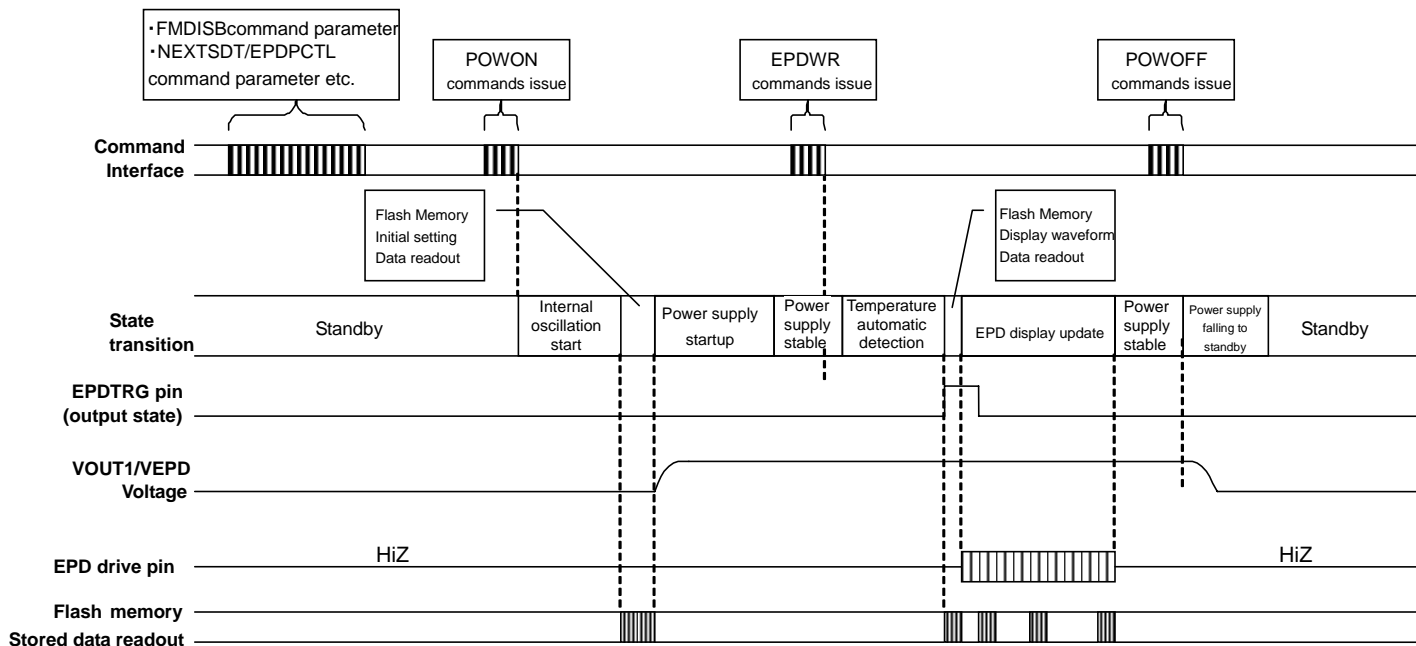 ・FMDISBcommand parameter
・NEXTSDT/EPDPCTL
command parameter etc.
POWON
commands issue
EPDWR
commands issue
POWOFF
commands issue
Command
Interface
Flash Memory
Initial setting
Data readout
Flash Memory
Display waveform
Data readout
State
transition
Standby
Internal
oscillation
start
Power supply
startup
Power
supply
stable
Temperature
automatic
detection
EPD display update
Power
supply
stable
Power supply
falling to
standby
Standby
EPDTRG pin
(output state)
VOUT1/VEPD
Voltage
EPD drive pin
HiZ
HiZ
Flash memory
Stored data readout